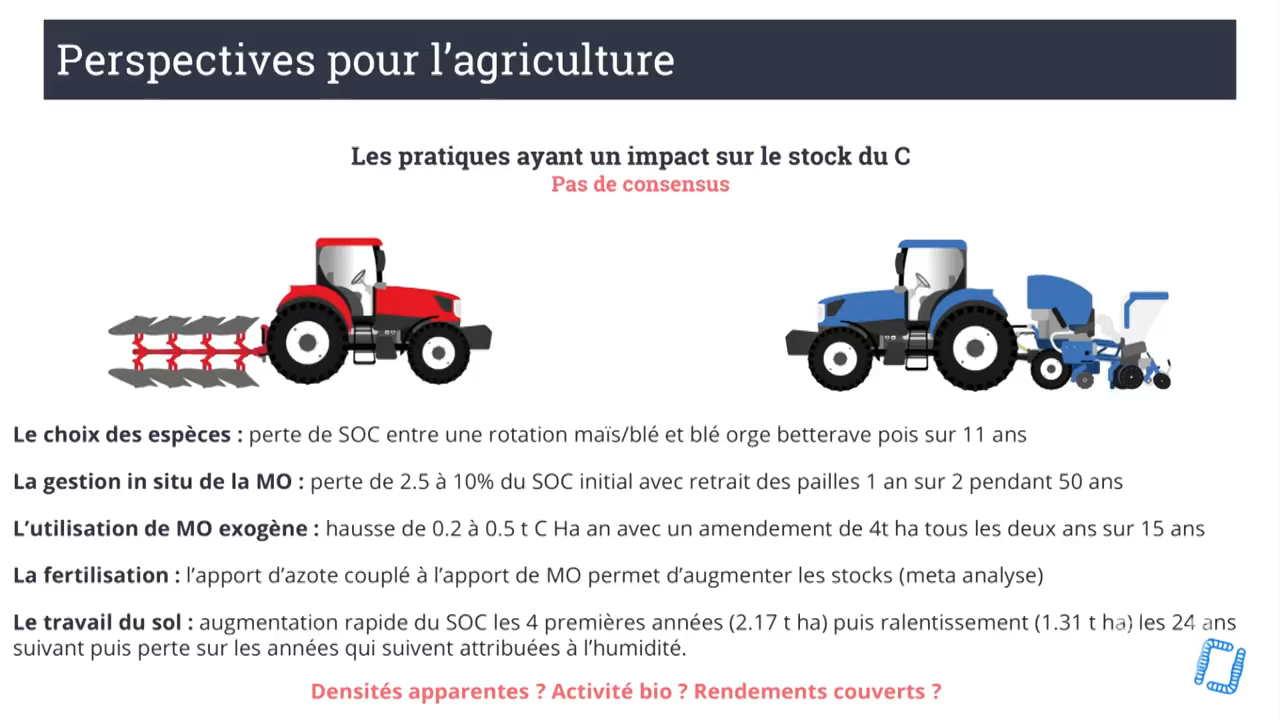 Perspectives pour l’agriculture
Les pratiques ayant un impact sur le stock du C
Pas de consensus
Le choix des espèces : perte de SOC entre une rotation maïs/blé et blé orge betterave pois sur 11 ans
La gestion in situ de la MO : perte de 2.5 à 10% du SOC initial avec retrait des pailles 1 an sur 2 pendant 50 ans
L’utilisation de MO exogène : hausse de 0.2 à 0.5 t C Ha an avec un amendement de 4t ha tous les deux ans sur 15 ans
La fertilisation : l’apport d’azote couplé à l’apport de MO permet d’augmenter les stocks (meta analyse)
Le travail du sol : augmentation rapide du SOC les 4 premières années (2.17 t ha) puis ralentissement (1.31 t ha) les 24 ans
suivant puis perte sur les années qui suivent attribuées à l’humidité.
Densités apparentes ? Activité bio ? Rendements couverts ?